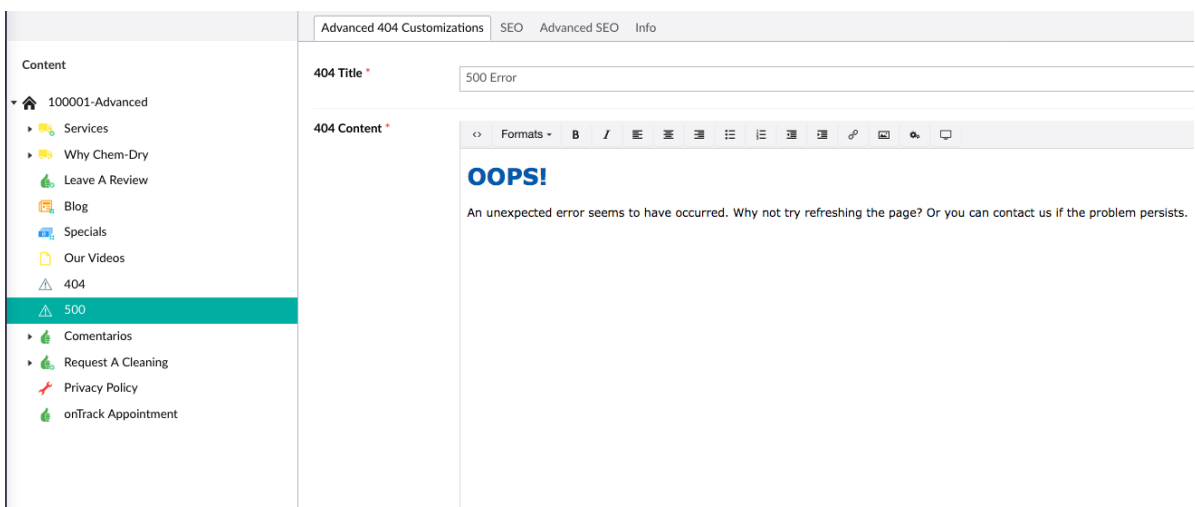 Advanced 404 Customizations SEO Advanced SEO Info
Content
404 Title *
500 Error
100001-Advanced
Services
Why Chem-Dry
Leave A Review
Blog
Specials
Our Videos
404
500
Comentarios
Request A Cleaning
Privacy Policy
onTrack Appointment
404 Content *
Formats B I
OOPS!
An unexpected error seems to have occurred. Why not try refreshing the page? Or you can contact us if the problem persists.